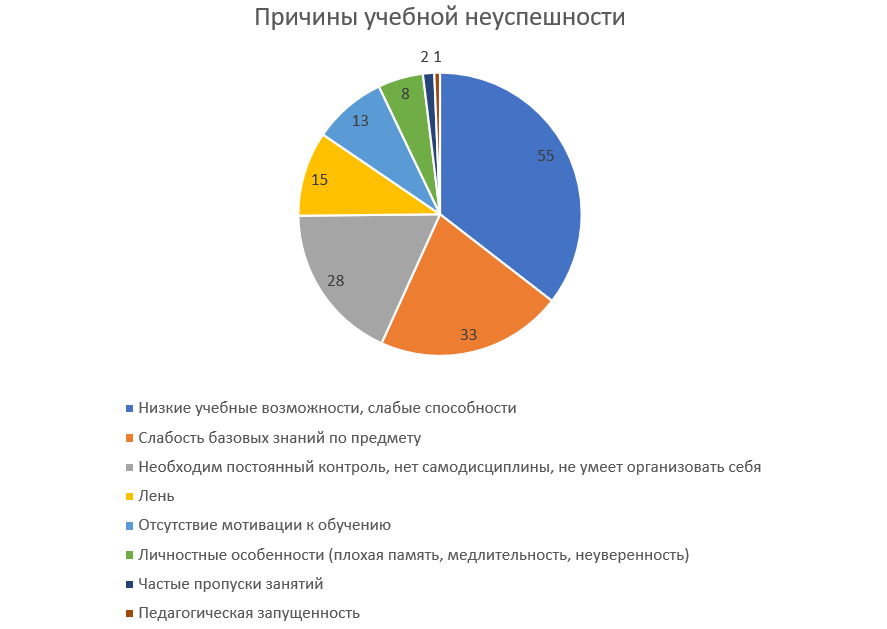 Причины учебной неуспешности
2 1
8
13
55
15
28
33
Низкие учебные возможности, слабые способности
Слабость базовых знаний по предмету
Необходим постоянный контроль, нет самодисциплины, не умеет организовать себя
Лень
Отсутствие мотивации к обучению
Личностные особенности (плохая память, медлительность, неуверенность)
Частые пропуски занятий
Педагогическая запущенность